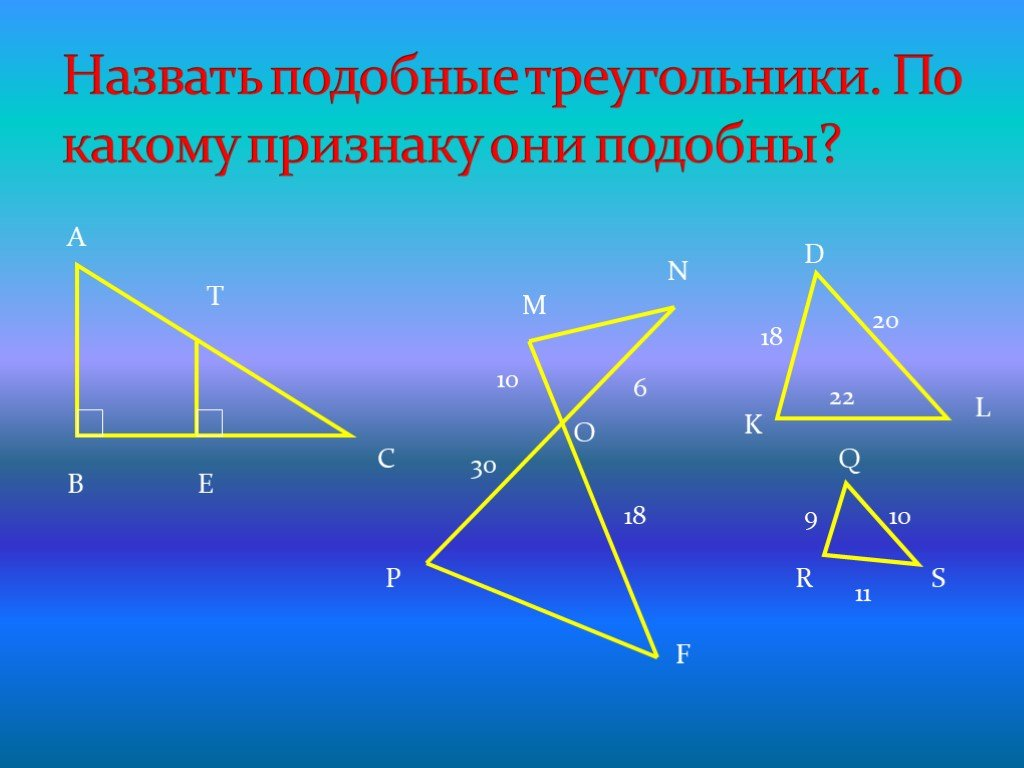 Назвать подобные треугольники. По
какому признаку они подобны?
A
T
B
E
C
M
N
10
6
O
30
18
P
F
D
18
20
22
K
L
Q
9
10
R
11
S